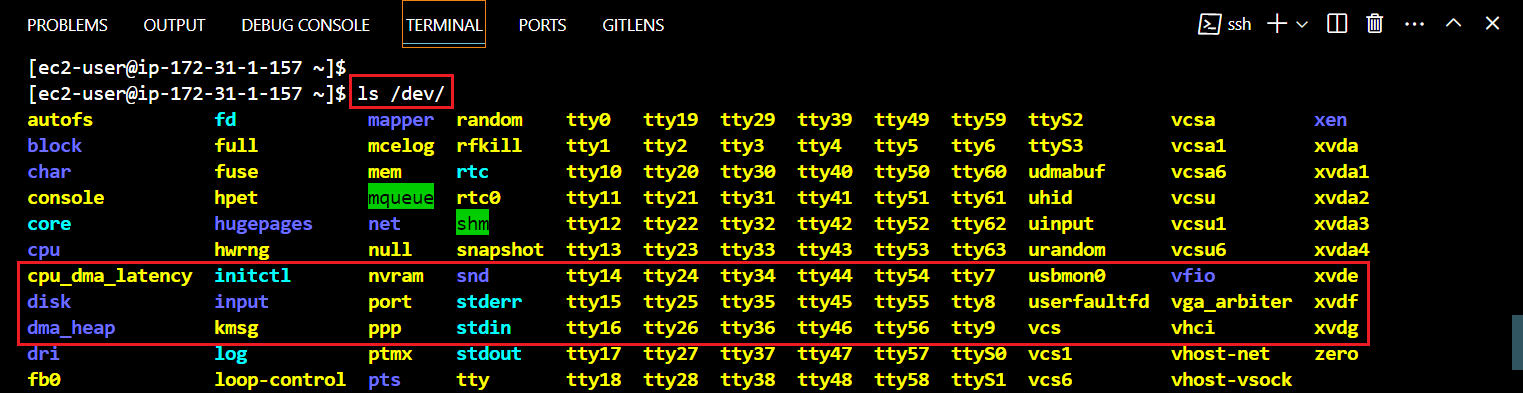 PROBLEMS OUTPUT DEBUG CONSOLE TERMINAL PORTS GITLENS ssh
[ec2-user@ip-172-31-1-157 ~]$
[ec2-user@ip-172-31-1-157 ~]$ ls /dev/
autofs fd mapper random tty0 tty19 tty29 tty39 tty49 tty59 ttyS2 vcsa xen
block full mcelog rfkill tty1 tty2 tty3 tty4 tty5 tty6 ttyS3 vcsa1 xvda
char fuse mem rtc tty10 tty20 tty30 tty40 tty50 tty60 udmabuf vcsa6 xvda1
console hpet mqueue rtc0 tty11 tty21 tty31 tty41 tty51 tty61 uhid vcsu xvda2
core hugepages net shm tty12 tty22 tty32 tty42 tty52 tty62 uinput vcsu1 xvda3
cpu hwrng null snapshot tty13 tty23 tty33 tty43 tty53 tty63 urandom vcsu6 xvda4
cpu_dma_latency initctl nvram snd tty14 tty24 tty34 tty44 tty54 tty7 usbmon0 vfio xvde
disk input port stderr tty15 tty25 tty35 tty45 tty55 tty8 userfaultfd vga_arbiter xvdf
dma_heap kmsg ppp stdin tty16 tty26 tty36 tty46 tty56 tty9 vcs vhci xvdg
dri log ptmx stdout tty17 tty27 tty37 tty47 tty57 ttyS0 vcs1 vhost-net zero
fb0 loop-control pts tty tty18 tty28 tty38 tty48 tty58 ttyS1 vcs6 vhost-vsock